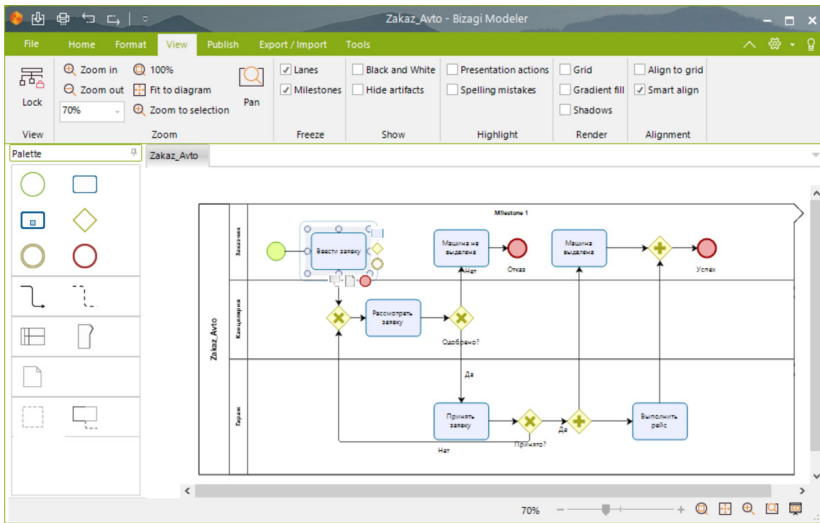 Zakaz_Avto - Bizagi Modeler
File Home Format View Publish Export / Import Tools
Lock
Zoom in
Zoom out
70%
100%
Fit to diagram
Zoom to selection
Pan
Lanes
Milestones
Black and White
Hide artifacts
Presentation actions
Spelling mistakes
Grid
Gradient fill
Shadows
Align to grid
Smart align
View Zoom Freeze Show Highlight Render Alignment
Palette
Zakaz_Avto
Milestone 1
Zakaz_Avto
Заказчик
Ввести заявку
Машина не
выделена
Нет
Отказ
Машина
выделена
Успех
Канцелярия
Рассмотреть
заявку
Одобрено?
Да
Гараж
Принять
заявку
Принято?
Нет
Да
Выполнить
рейс
70%